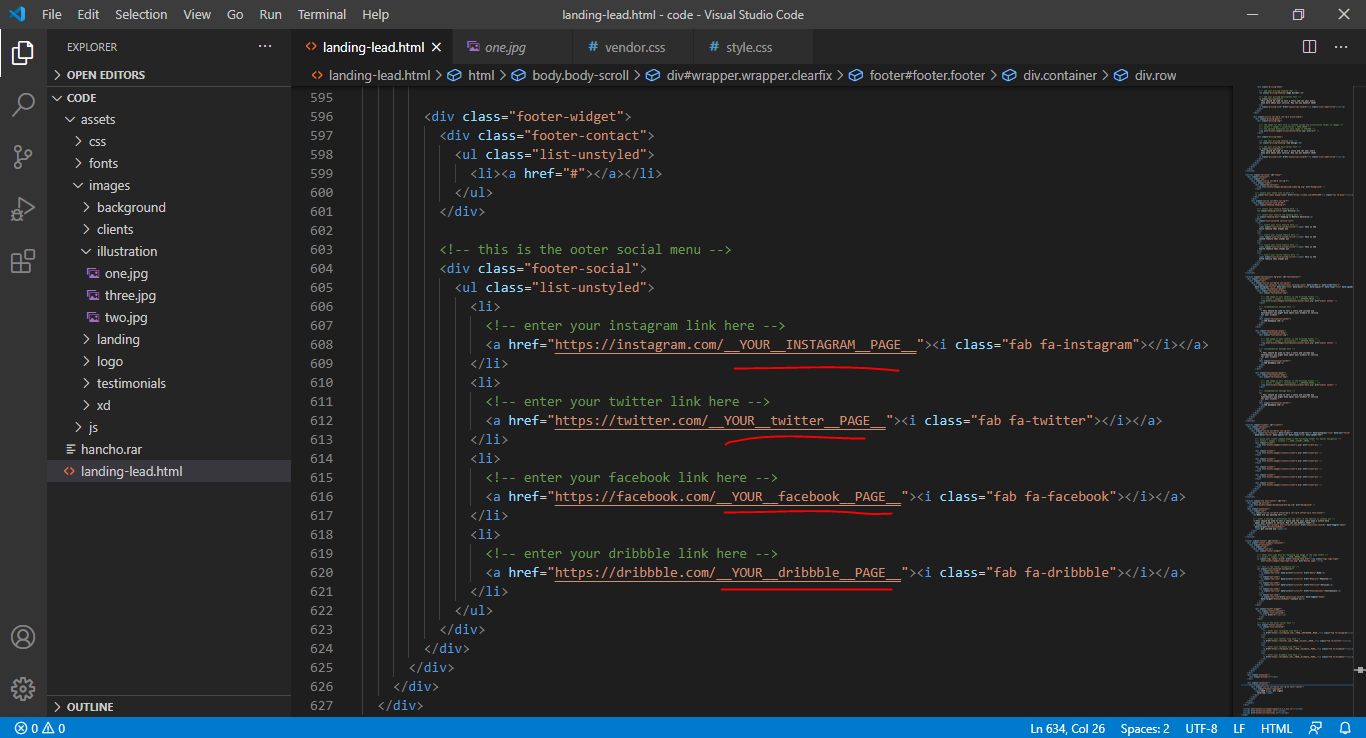 File Edit Selection View Go Run Terminal Help
landing-lead.html - code - Visual Studio Code
EXPLORER
OPEN EDITORS
CODE
assets
css
fonts
images
background
clients
illustration
one.jpg
three.jpg
two.jpg
landing
logo
testimonials
xd
js
hancho.rar
landing-lead.html
OUTLINE
landing-lead.html one.jpg # vendor.css # style.css
landing-lead.html > html > body.body-scroll > div#wrapper.wrapper.clearfix > footer#footer.footer > div.container > div.row
595
596 <div class="footer-widget">
597 <div class="footer-contact">
598 <ul class="list-unstyled">
599 <li><a href="#"></a></li>
600 </ul>
601 </div>
602
603 <!-- this is the ooter social menu -->
604 <div class="footer-social">
605 <ul class="list-unstyled">
606 <li>
607 <!-- enter your instagram link here -->
608 <a href="https://instagram.com/__YOUR__INSTAGRAM__PAGE__"><i class="fab fa-instagram"></i></a>
609 </li>
610 <li>
611 <!-- enter your twitter link here -->
612 <a href="https://twitter.com/__YOUR__twitter__PAGE__"><i class="fab fa-twitter"></i></a>
613 </li>
614 <li>
615 <!-- enter your facebook link here -->
616 <a href="https://facebook.com/__YOUR__facebook__PAGE__"><i class="fab fa-facebook"></i></a>
617 </li>
618 <li>
619 <!-- enter your dribbble link here -->
620 <a href="https://dribbble.com/__YOUR__dribbble__PAGE__"><i class="fab fa-dribbble"></i></a>
621 </li>
622 </ul>
623 </div>
624 </div>
625 </div>
626 </div>
627 </div>
0 0 Ln 634, Col 26 Spaces: 2 UTF-8 LF HTML